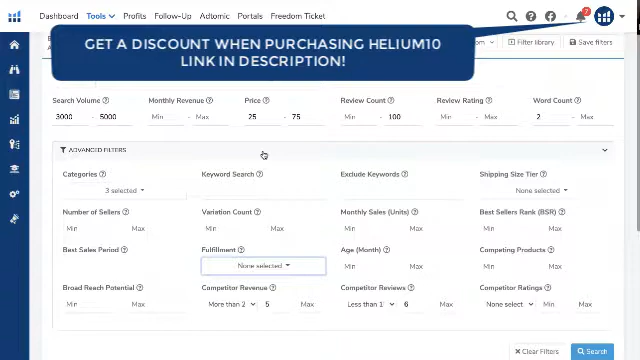 Dashboard Tools Profits Follow-Up Adtomic Portals Freedom Ticket 7
GET A DISCOUNT WHEN PURCHASING HELIUM10
LINK IN DESCRIPTION!
Filter library Save filters
Search Volume Monthly Revenue Price Review Count Review Rating Word Count
3000 - 5000 Min - Max 25 - 75 Min - 100 Min - Max 2 - Max
ADVANCED FILTERS
Categories Keyword Search Exclude Keywords Shipping Size Tier
3 selected None selected
Number of Sellers Variation Count Monthly Sales (Units) Best Sellers Rank (BSR)
Min Max Min Max Min Max Min Max
Best Sales Period Fulfillment Age (Month) Competing Products
None selected Min Max Min Max
Broad Reach Potential Competitor Revenue Competitor Reviews Competitor Ratings
Min Max More than 2 5 Max Less than 1 6 Max None select Min Max
Clear Filters Search